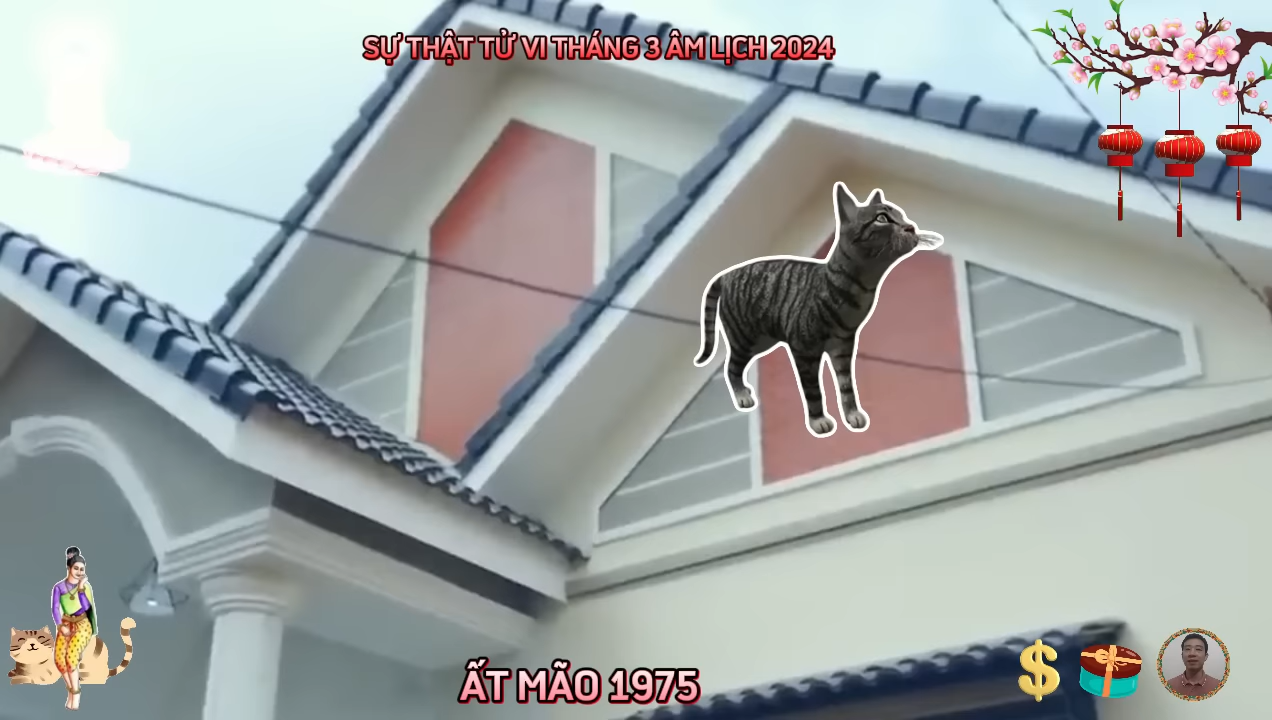 SỰ THẬT TỬ VI THÁNG 3 ÂM LỊCH 2024
ẤT MÃO 1975